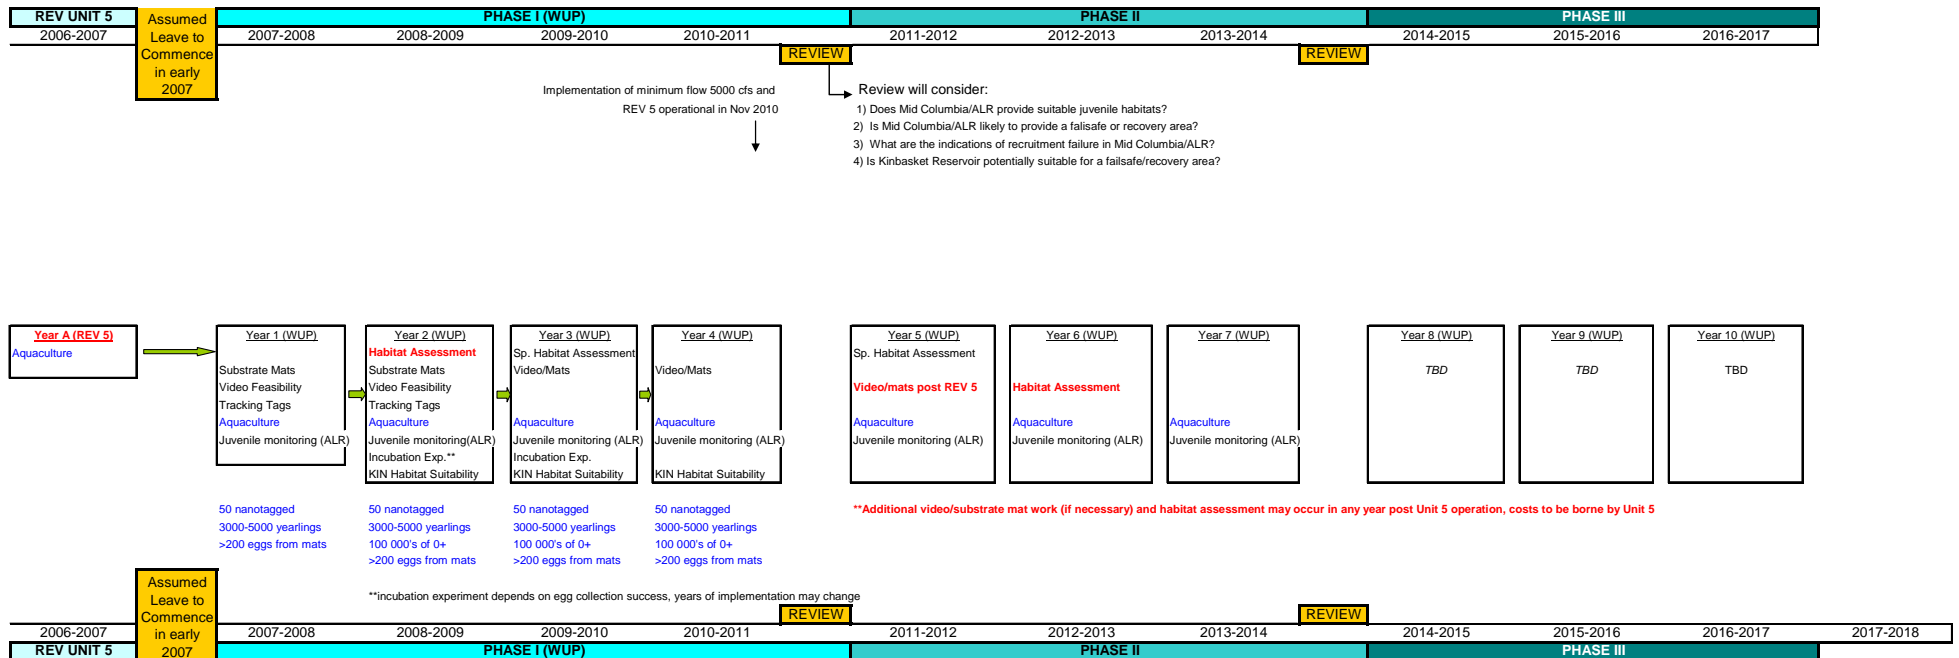 REV UNIT 5
PHASE I (WUP)
PHASE II
PHASE III
2006-2007
Assumed
Leave to
Commence
in early
2007
2007-2008
2008-2009
2009-2010
2010-2011
2011-2012
2012-2013
2013-2014
2014-2015
2015-2016
2016-2017
REVIEW
REVIEW
Implementation of minimum flow 5000 cfs and
REV 5 operational in Nov 2010
Review will consider:
1) Does Mid Columbia/ALR provide suitable juvenile habitats?
2) Is Mid Columbia/ALR likely to provide a falisafe or recovery area?
3) What are the indications of recruitment failure in Mid Columbia/ALR?
4) Is Kinbasket Reservoir potentially suitable for a failsafe/recovery area?
Year A (REV 5)
Aquaculture
Year 1 (WUP)
Substrate Mats
Video Feasibility
Tracking Tags
Aquaculture
Juvenile monitoring (ALR)
Year 2 (WUP)
Habitat Assessment
Substrate Mats
Video Feasibility
Tracking Tags
Aquaculture
Juvenile monitoring(ALR)
Incubation Exp.**
KIN Habitat Suitability
Year 3 (WUP)
Sp. Habitat Assessment
Video/Mats
Aquaculture
Juvenile monitoring (ALR)
Incubation Exp.
KIN Habitat Suitability
Year 4 (WUP)
Video/Mats
Aquaculture
Juvenile monitoring (ALR)
KIN Habitat Suitability
Year 5 (WUP)
Sp. Habitat Assessment
Video/mats post REV 5
Aquaculture
Juvenile monitoring (ALR)
Year 6 (WUP)
Habitat Assessment
Aquaculture
Juvenile monitoring (ALR)
Year 7 (WUP)
Aquaculture
Juvenile monitoring (ALR)
Year 8 (WUP)
TBD
Year 9 (WUP)
TBD
Year 10 (WUP)
TBD
50 nanotagged
3000-5000 yearlings
>200 eggs from mats
50 nanotagged
3000-5000 yearlings
100 000's of 0+
>200 eggs from mats
50 nanotagged
3000-5000 yearlings
100 000's of 0+
>200 eggs from mats
50 nanotagged
3000-5000 yearlings
100 000's of 0+
>200 eggs from mats
**Additional video/substrate mat work (if necessary) and habitat assessment may occur in any year post Unit 5 operation, costs to be borne by Unit 5
**incubation experiment depends on egg collection success, years of implementation may change
REVIEW
REVIEW
2006-2007
Assumed
Leave to
Commence
in early
2007
2007-2008
2008-2009
2009-2010
2010-2011
2011-2012
2012-2013
2013-2014
2014-2015
2015-2016
2016-2017
2017-2018
REV UNIT 5
PHASE I (WUP)
PHASE II
PHASE III